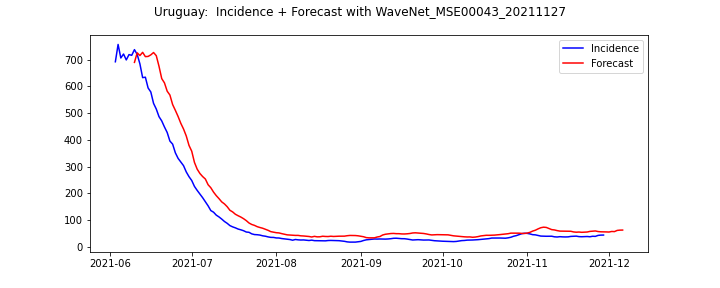 Uruguay:  Incidence + Forecast with WaveNet_MSE00043_20211127
Incidence
Forecast
700
600
500
400
300
200
100
0
2021-06 2021-07 2021-08 2021-09 2021-10 2021-11 2021-12